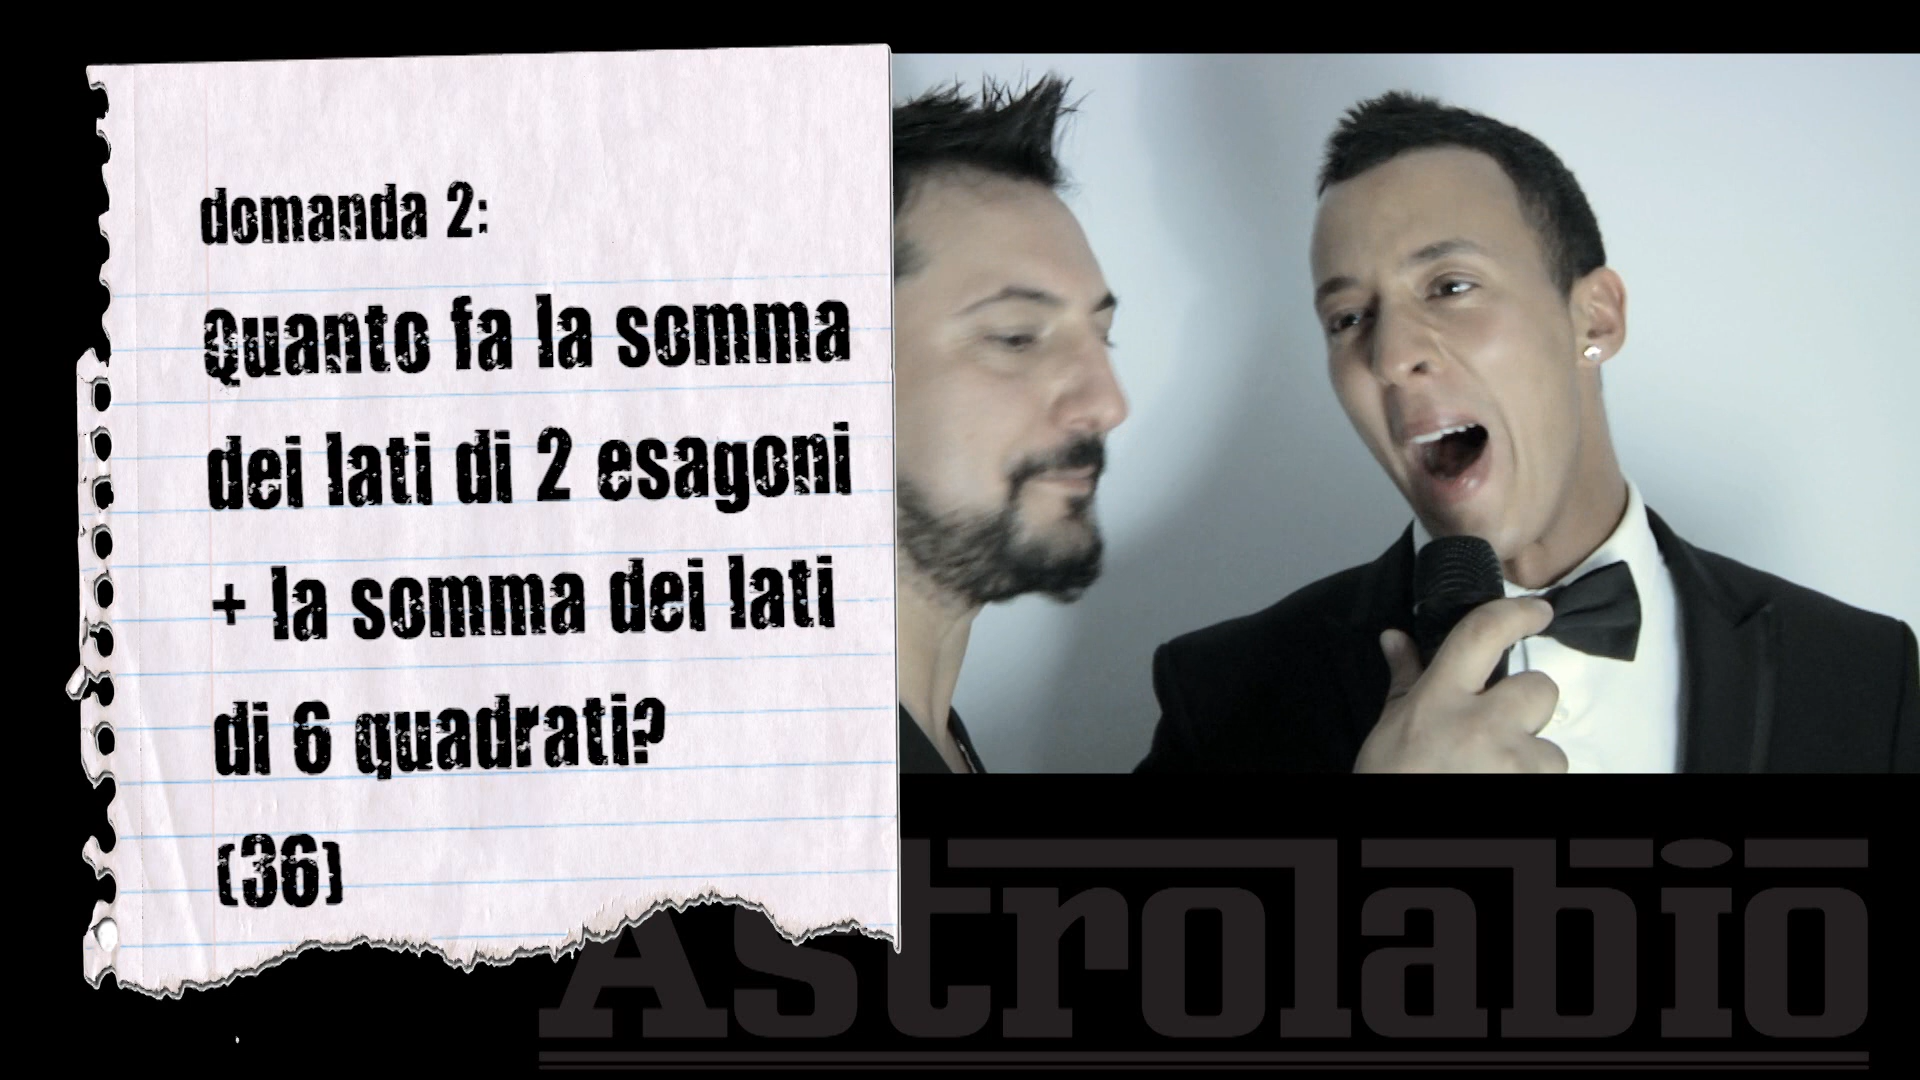 domanda 2:
Quanto fa la somma
dei lati di 2 esagoni
+ la somma dei lati
di 6 quadrati?
(36)
Astrolabio